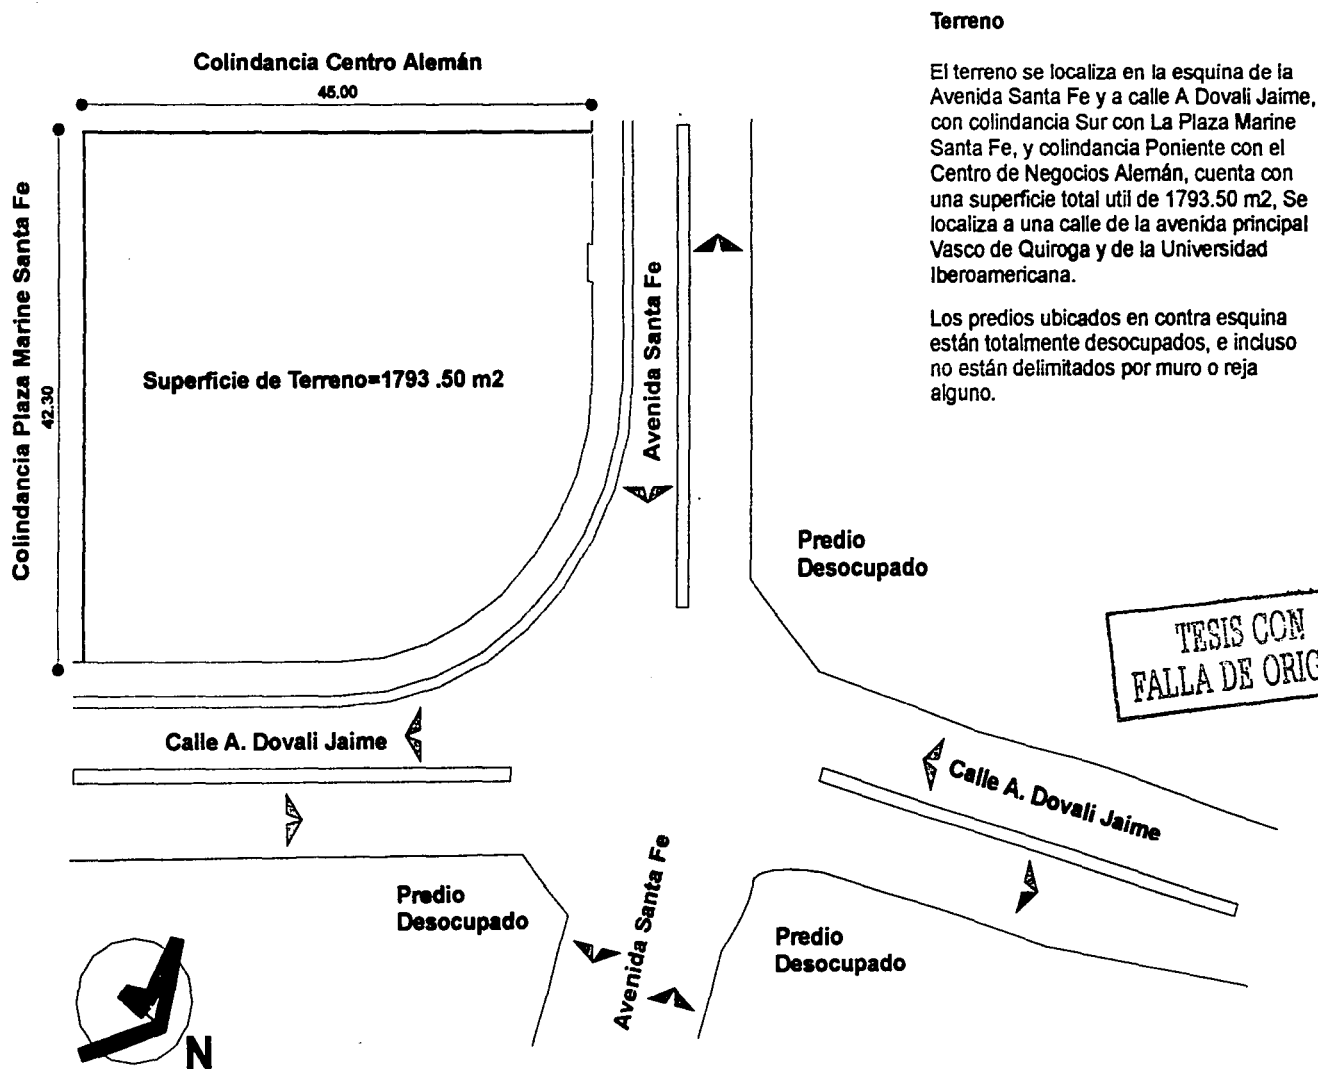 Terreno
El terreno se localiza en la esquina de la
Avenida Santa Fe y a calle A Dovali Jaime,
con colindancia Sur con La Plaza Marine
Santa Fe, y colindancia Poniente con el
Centro de Negocios Alemán, cuenta con
una superficie total util de 1793.50 m2, Se
localiza a una calle de la avenida principal
Vasco de Quiroga y de la Universidad
Iberoamericana.
Los predios ubicados en contra esquina
están totalmente desocupados, e incluso
no están delimitados por muro o reja
alguno.
Colindancia Centro Alemán
45.00
Colindancia Plaza Marine Santa Fe
42.30
Superficie de Terreno=1793 .50 m2
Avenida Santa Fe
Predio
Desocupado
TESIS CON
FALLA DE ORIG
Calle A. Dovali Jaime
Calle A. Dovali Jaime
Predio
Desocupado
Avenida Santa Fe
Predio
Desocupado
N